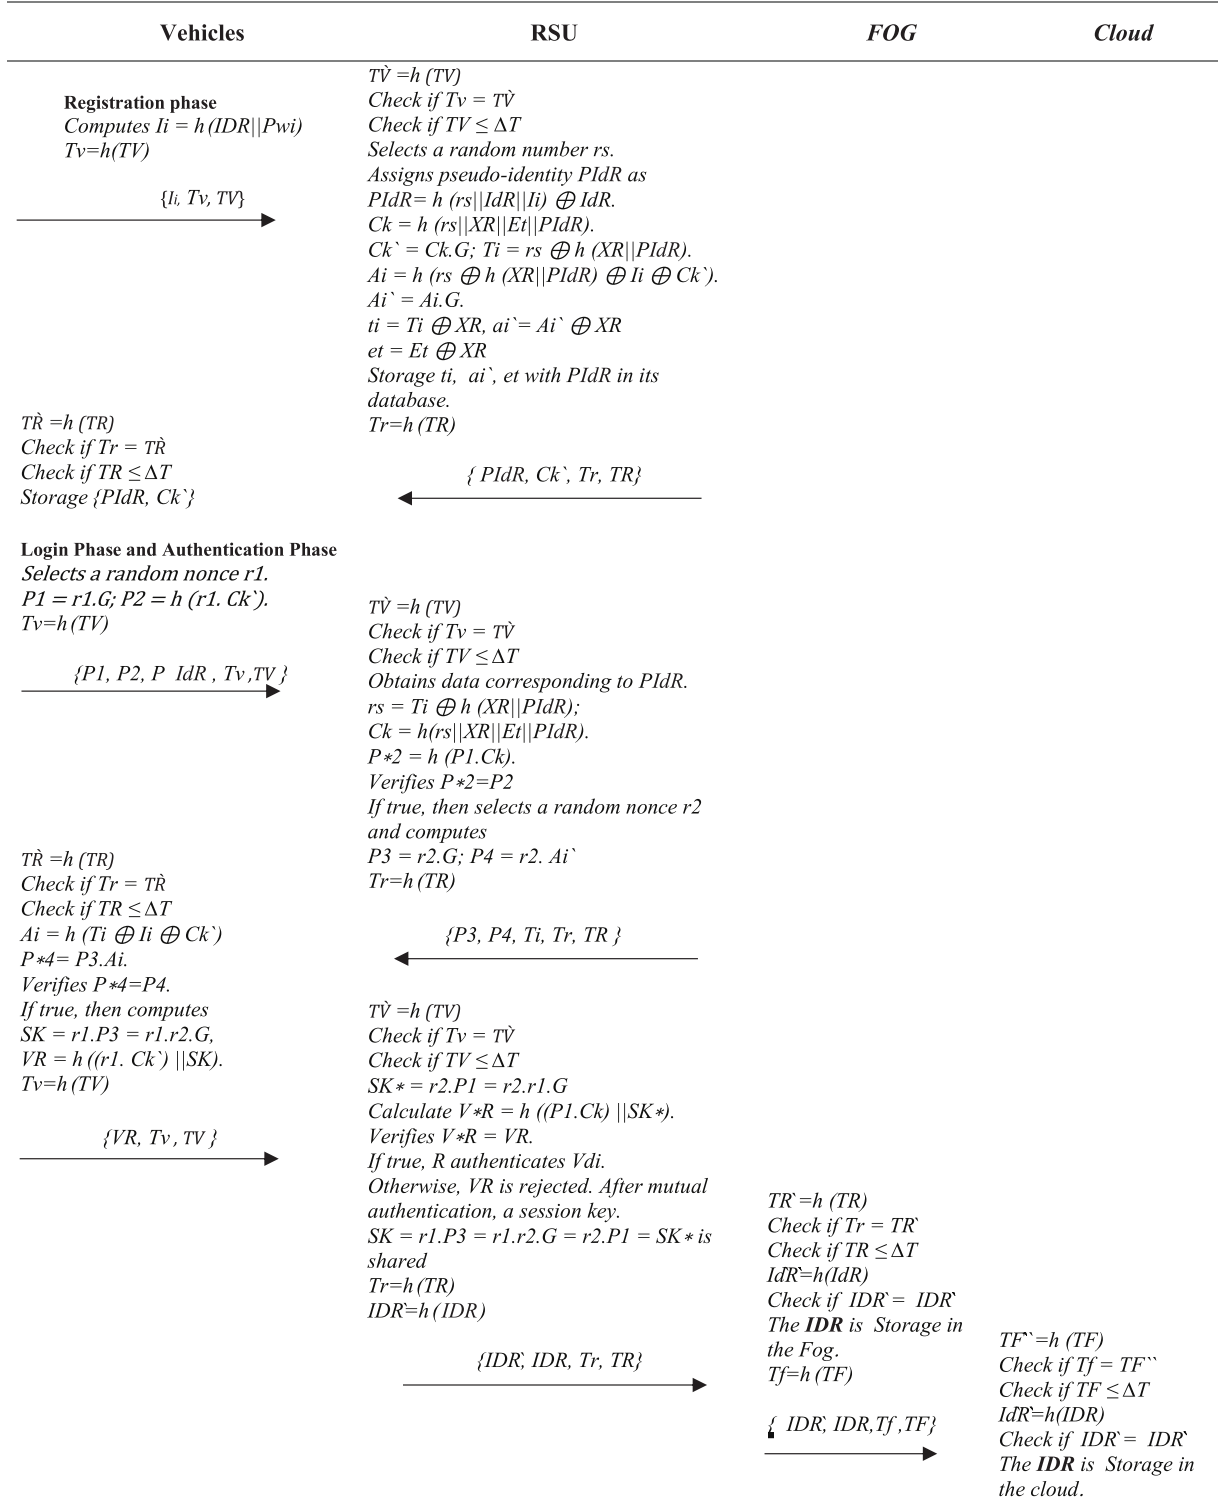 Vehicles RSU FOG Cloud
Registration phase
Computes Ii = h(IDR||Pwi)
Tv=h(TV)
{Ii, Tv, TV}
TV̀ =h (TV)
Check if Tv = TV̀
Check if TV ≤ ΔT
Selects a random number rs.
Assigns pseudo-identity PIdR as
PIdR= h (rs||IdR||Ii) ⨁ IdR.
Ck = h (rs||XR||Et||PIdR).
Ck` = Ck.G; Ti = rs ⨁ h (XR||PIdR).
Ai = h (rs ⨁ h (XR||PIdR) ⨁ Ii ⨁ Ck`).
Ai` = Ai.G.
ti = Ti ⨁ XR, ai`= Ai` ⨁ XR
et = Et ⨁ XR
Storage ti, ai`, et with PIdR in its
database.
Tr=h (TR)
{ PIdR, Ck`, Tr, TR}
TR̀ =h (TR)
Check if Tr = TR̀
Check if TR ≤ ΔT
Storage {PIdR, Ck`}
Login Phase and Authentication Phase
Selects a random nonce r1.
P1 = r1.G; P2 = h (r1. Ck`).
Tv=h (TV)
{P1, P2, P IdR , Tv ,TV }
TV̀ =h (TV)
Check if Tv = TV̀
Check if TV ≤ ΔT
Obtains data corresponding to PIdR.
rs = Ti ⨁ h (XR||PIdR);
Ck = h(rs||XR||Et||PIdR).
P∗2 = h (P1.Ck).
Verifies P∗2=P2
If true, then selects a random nonce r2
and computes
P3 = r2.G; P4 = r2. Ai`
Tr=h (TR)
{P3, P4, Ti, Tr, TR }
TR̀ =h (TR)
Check if Tr = TR̀
Check if TR ≤ ΔT
Ai = h (Ti ⨁ Ii ⨁ Ck`)
P∗4= P3.Ai.
Verifies P∗4=P4.
If true, then computes
SK = r1.P3 = r1.r2.G,
VR = h ((r1. Ck`) ||SK).
Tv=h (TV)
{VR, Tv , TV }
TV̀ =h (TV)
Check if Tv = TV̀
Check if TV ≤ ΔT
SK∗ = r2.P1 = r2.r1.G
Calculate V∗R = h ((P1.Ck) ||SK∗).
Verifies V∗R = VR.
If true, R authenticates Vdi.
Otherwise, VR is rejected. After mutual
authentication, a session key.
SK = r1.P3 = r1.r2.G = r2.P1 = SK∗ is
shared
Tr=h (TR)
IDR`=h ( IDR)
{IDR`, IDR, Tr, TR}
TR` =h (TR)
Check if Tr = TR`
Check if TR ≤ ΔT
IdR``=h(IdR)
Check if IDR` = IDR``
The IDR is Storage in
the Fog.
Tf=h (TF)
{ IDR`, IDR,Tf ,TF}
TF``=h (TF)
Check if Tf = TF``
Check if TF ≤ ΔT
IdR``=h(IDR)
Check if IDR` = IDR``
The IDR is Storage in
the cloud.